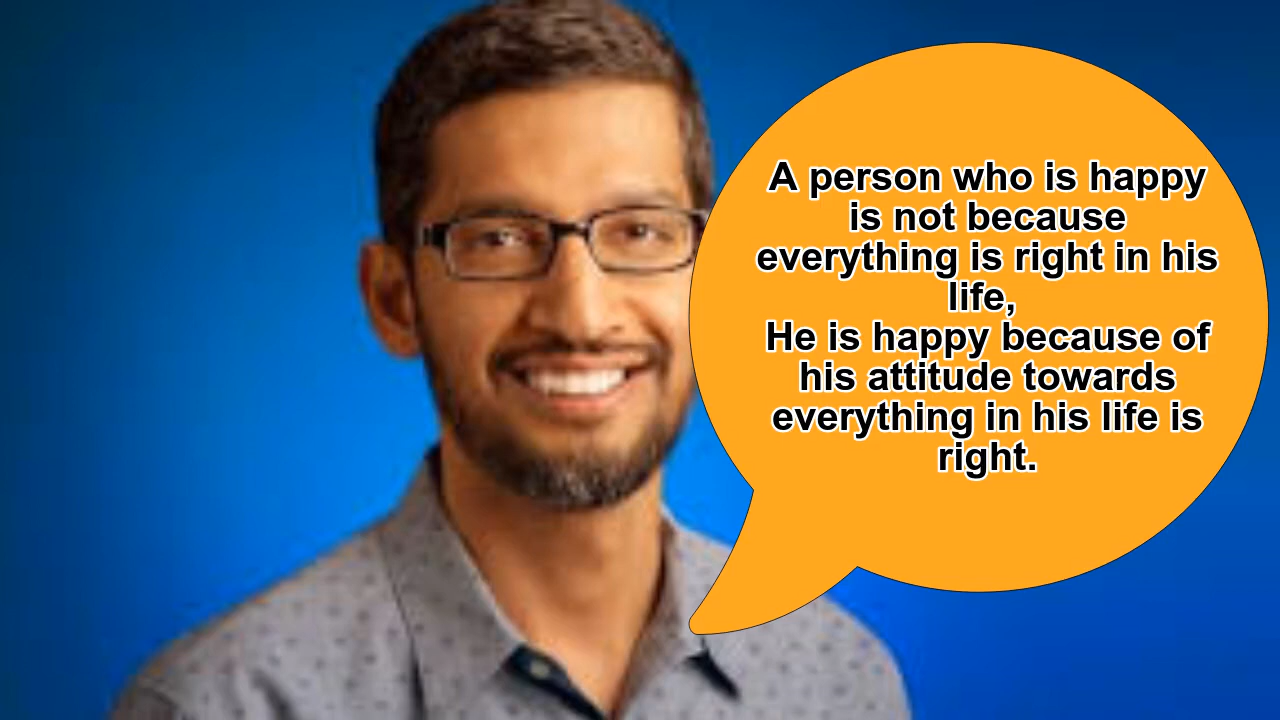 A person who is happy
is not because
everything is right in his
life,
He is happy because of
his attitude towards
everything in his life is
right.